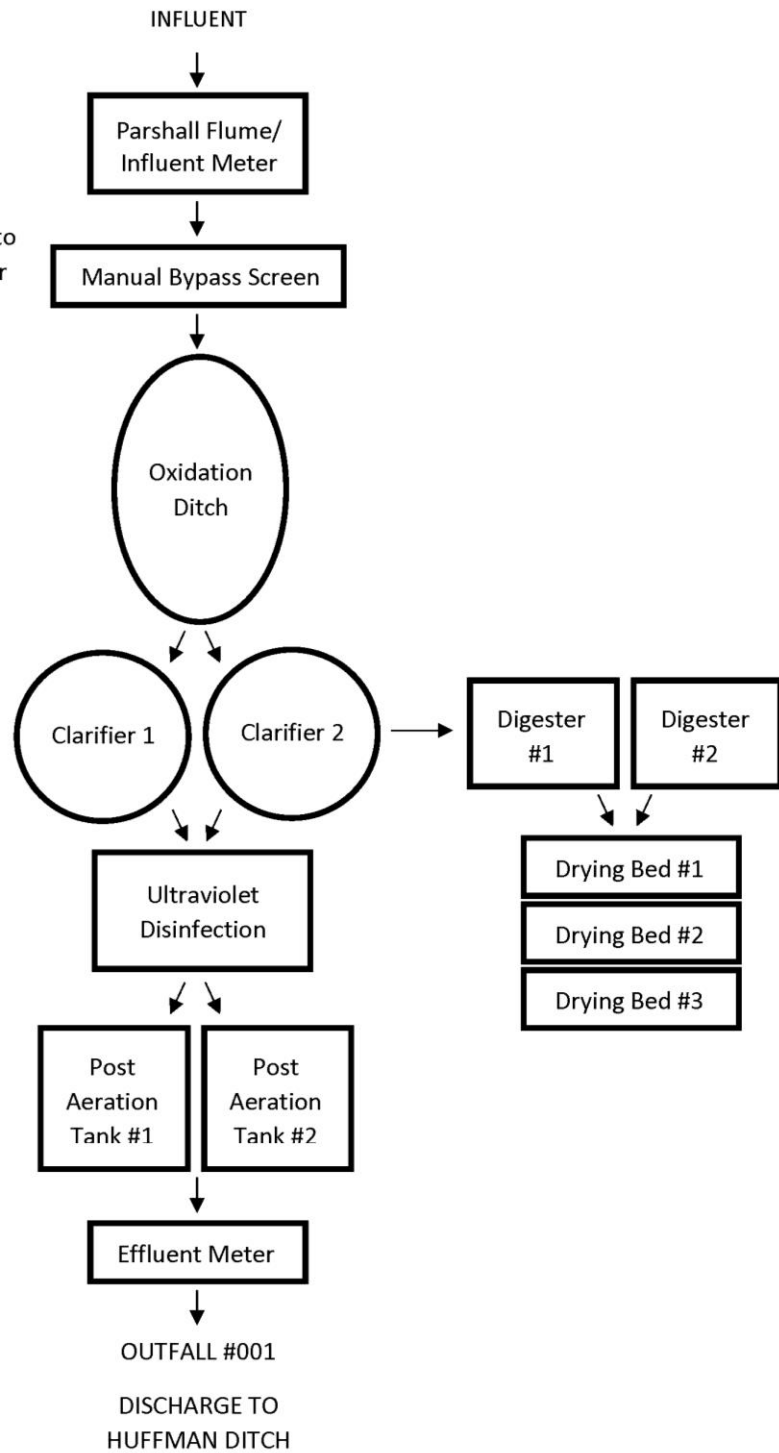 INFLUENT
Parshall Flume/
Influent Meter
to
r
Manual Bypass Screen
Oxidation
Ditch
Clarifier 1
Clarifier 2
Digester
#1
Digester
#2
Ultraviolet
Disinfection
Drying Bed #1
Drying Bed #2
Drying Bed #3
Post
Aeration
Tank #1
Post
Aeration
Tank #2
Effluent Meter
OUTFALL #001
DISCHARGE TO
HUFFMAN DITCH